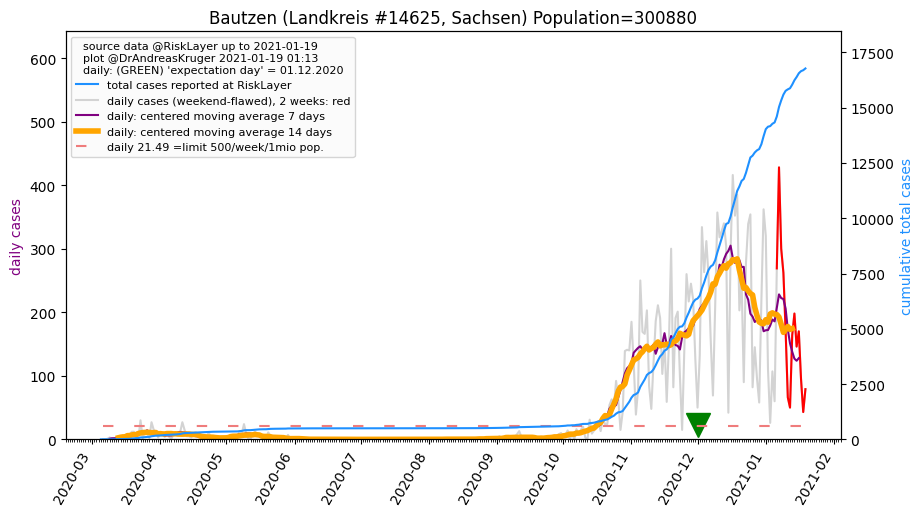 Bautzen (Landkreis #14625, Sachsen) Population=300880
source data @RiskLayer up to 2021-01-19
plot @DrAndreasKruger 2021-01-19 01:13
daily: (GREEN) 'expectation day' = 01.12.2020
total cases reported at RiskLayer
daily cases (weekend-flawed), 2 weeks: red
daily: centered moving average 7 days
daily: centered moving average 14 days
daily 21.49 =limit 500/week/1mio pop.
daily cases
600
500
400
300
200
100
0
cumulative total cases
17500
15000
12500
10000
7500
5000
2500
0
2020-03
2020-04
2020-05
2020-06
2020-07
2020-08
2020-09
2020-10
2020-11
2020-12
2021-01
2021-02